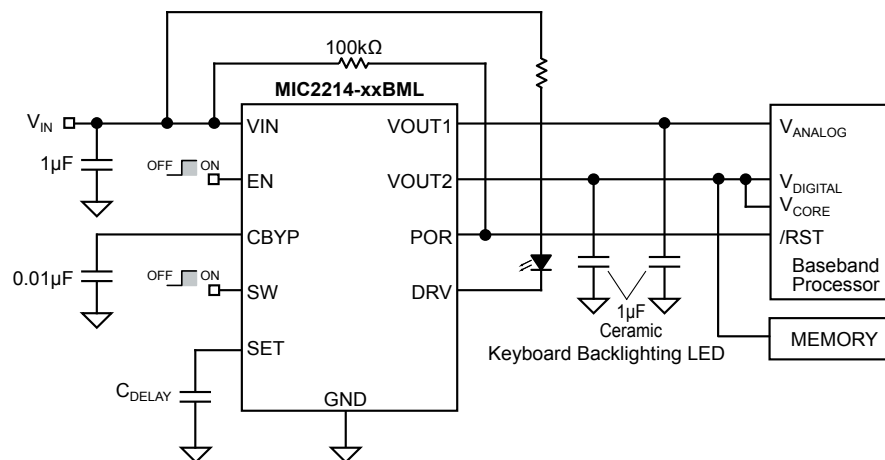 100kΩ
MIC2214-xxBML
VIN
1µF
OFF ON
0.01µF
OFF ON
CDELAY
VIN
EN
CBYP
SW
SET
GND
VOUT1
VOUT2
POR
DRV
1µF
Ceramic
Keyboard Backlighting LED
VANALOG
VDIGITAL
VCORE
/RST
Baseband
Processor
MEMORY